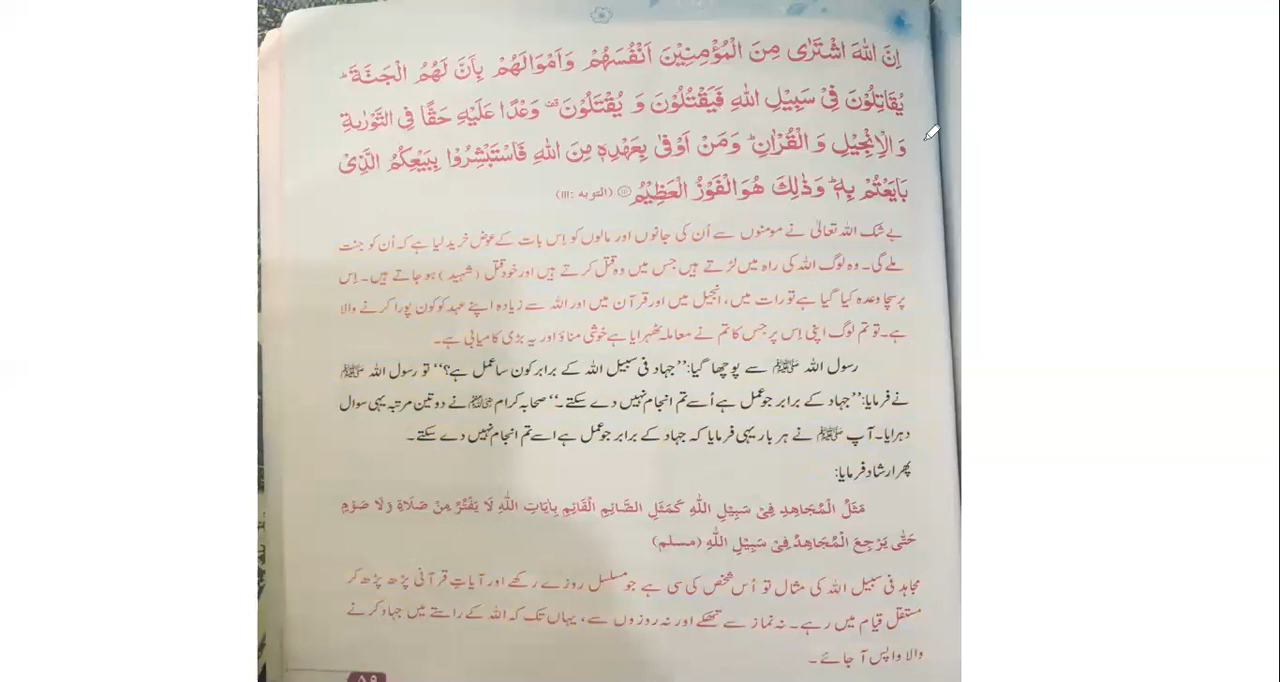 اِنَّ اللّٰهَ اشْتَرٰى مِنَ الْمُؤْمِنِيْنَ اَنْفُسَهُمْ وَاَمْوَالَهُمْ بِاَنَّ لَهُمُ الْجَنَّةَ ؕ
يُقَاتِلُوْنَ فِىْ سَبِيْلِ اللّٰهِ فَيَقْتُلُوْنَ وَ يُقْتَلُوْنَ قف وَعْدًا عَلَيْهِ حَقًّا فِى التَّوْرٰىةِ
وَالْاِنْجِيْلِ وَالْقُرْاٰنِ ؕ وَمَنْ اَوْفٰى بِعَهْدِهٖ مِنَ اللّٰهِ فَاسْتَبْشِرُوْا بِبَيْعِكُمُ الَّذِىْ
بَايَعْتُمْ بِهٖ ؕ وَذٰلِكَ هُوَ الْفَوْزُ الْعَظِيْمُ ﴿۱۱۱﴾ (التوبہ :۱۱۱)
بے شک اللہ تعالیٰ نے مومنوں سے اُن کی جانوں اور مالوں کو اِس بات کے عوض خرید لیا ہے کہ اُن کو جنت
ملے گی۔ وہ لوگ اللہ کی راہ میں لڑتے ہیں جس میں وہ قتل کرتے ہیں اور خود قتل (شہید) ہو جاتے ہیں۔ اِس
پر سچا وعدہ کیا گیا ہے تورات میں، انجیل میں اور قرآن میں اور اللہ سے زیادہ اپنے عہد کو کون پورا کرنے والا
ہے۔ تو تم لوگ اپنی اِس پر جس کا تم نے معاملہ ٹھہرایا ہے خوشی مناؤ اور یہ بڑی کامیابی ہے۔
رسول اللہ ﷺ سے پوچھا گیا: ’’جہاد فی سبیل اللہ کے برابر کون سا عمل ہے؟‘‘ تو رسول اللہ ﷺ
نے فرمایا: ’’جہاد کے برابر جو عمل ہے اُسے تم انجام نہیں دے سکتے۔‘‘ صحابہ کرام نے دو تین مرتبہ یہی سوال
دہرایا۔ آپ ﷺ نے ہر بار یہی فرمایا کہ جہاد کے برابر جو عمل ہے اسے تم انجام نہیں دے سکتے۔
پھر ارشاد فرمایا:
مَثَلُ الْمُجَاهِدِ فِىْ سَبِيْلِ اللّٰهِ كَمَثَلِ الصَّائِمِ الْقَائِمِ بِاٰيَاتِ اللّٰهِ لَا يَفْتُرُ مِنْ صَلَاةٍ وَلَا صَوْمٍ
حَتّٰى يَرْجِعَ الْمُجَاهِدُ فِىْ سَبِيْلِ اللّٰهِ (مسلم)
مجاہد فی سبیل اللہ کی مثال تو اُس شخص کی سی ہے جو مسلسل روزے رکھے اور آیاتِ قرآنی پڑھ پڑھ کر
مستقل قیام میں رہے۔ نہ نماز سے تھکے اور نہ روزوں سے، یہاں تک کہ اللہ کے راستے میں جہاد کرنے
والا واپس آ جائے۔
۵۹